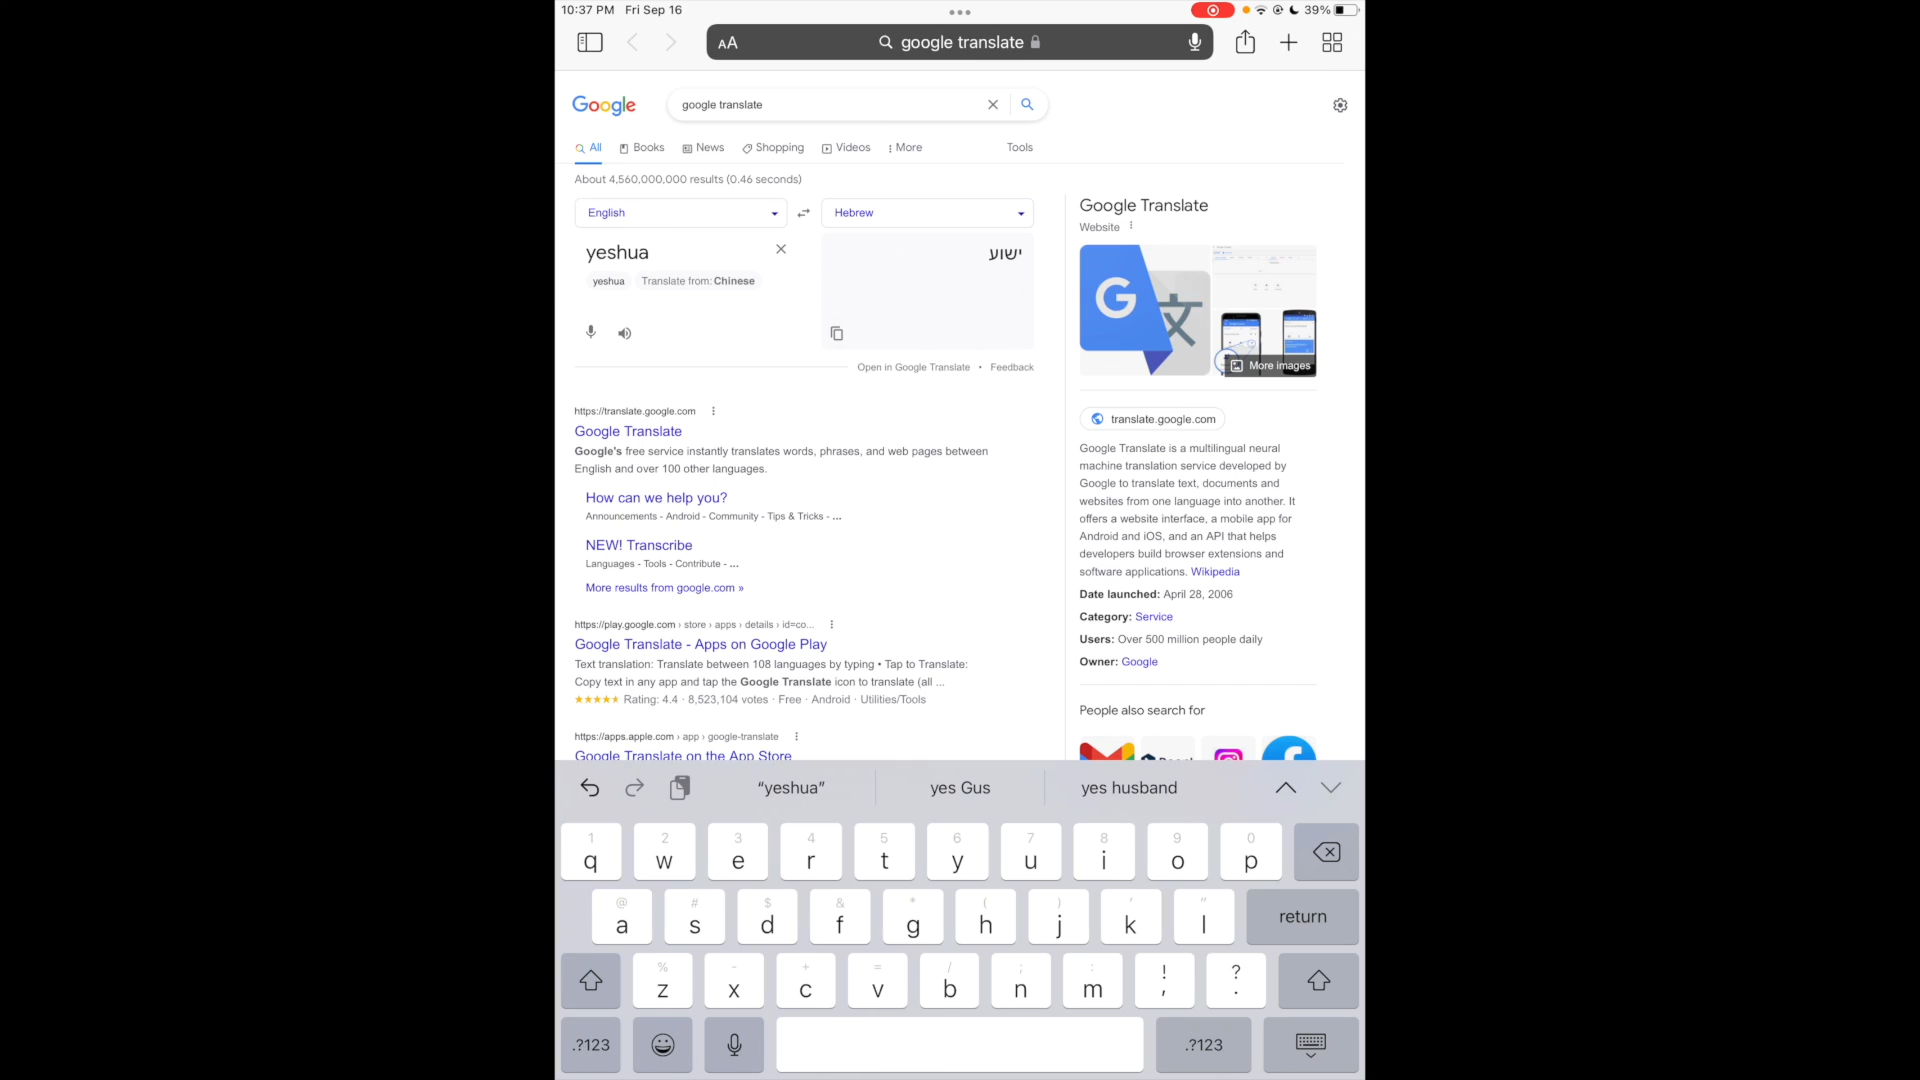 10:37 PM Fri Sep 16
39%
AA google translate
Google google translate
All Books News Shopping Videos More Tools
About 4,560,000,000 results (0.46 seconds)
English Hebrew
yeshua ישוע
yeshua Translate from: Chinese
Open in Google Translate • Feedback
https://translate.google.com
Google Translate
Google's free service instantly translates words, phrases, and web pages between
English and over 100 other languages.
How can we help you?
Announcements - Android - Community - Tips & Tricks - ...
NEW! Transcribe
Languages - Tools - Contribute - ...
More results from google.com »
https://play.google.com › store › apps › details › id=co...
Google Translate - Apps on Google Play
Text translation: Translate between 108 languages by typing • Tap to Translate:
Copy text in any app and tap the Google Translate icon to translate (all ...
Rating: 4.4 · 8,523,104 votes · Free · Android · Utilities/Tools
https://apps.apple.com › app › google-translate
Google Translate on the App Store
Google Translate
Website
G 文
More images
translate.google.com
Google Translate is a multilingual neural
machine translation service developed by
Google to translate text, documents and
websites from one language into another. It
offers a website interface, a mobile app for
Android and iOS, and an API that helps
developers build browser extensions and
software applications. Wikipedia
Date launched: April 28, 2006
Category: Service
Users: Over 500 million people daily
Owner: Google
People also search for
“yeshua” yes Gus yes husband
1 2 3 4 5 6 7 8 9 0
q w e r t y u i o p
@ # $ & * ( ) ' "
a s d f g h j k l return
% - + = / ; : ! ?
z x c v b n m , .
.?123 .?123